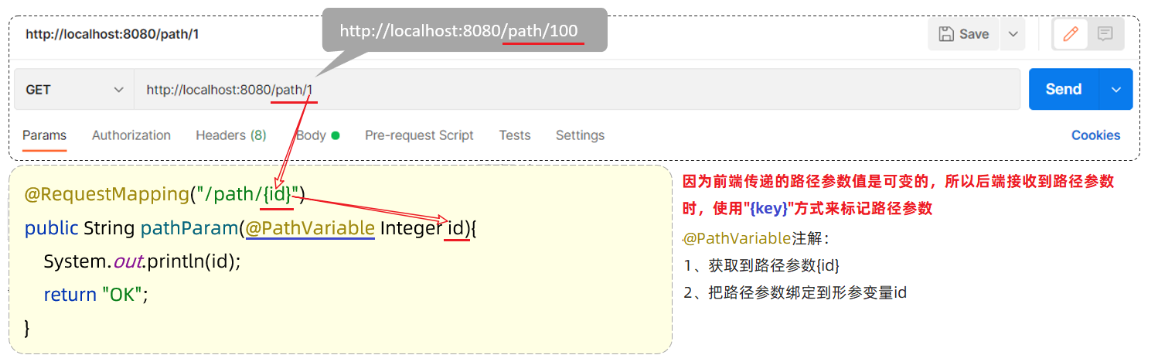 http://localhost:8080/path/1
http://localhost:8080/path/100
Save
GET
http://localhost:8080/path/1
Send
Params
Authorization
Headers (8)
Body
Pre-request Script
Tests
Settings
Cookies
@RequestMapping("/path/{id}")
public String pathParam(@PathVariable Integer id){
System.out.println(id);
return "OK";
}
因为前端传递的路径参数值是可变的，所以后端接收到路径参数
时，使用"{key}"方式来标记路径参数
@PathVariable注解：
1、获取到路径参数{id}
2、把路径参数绑定到形参变量id